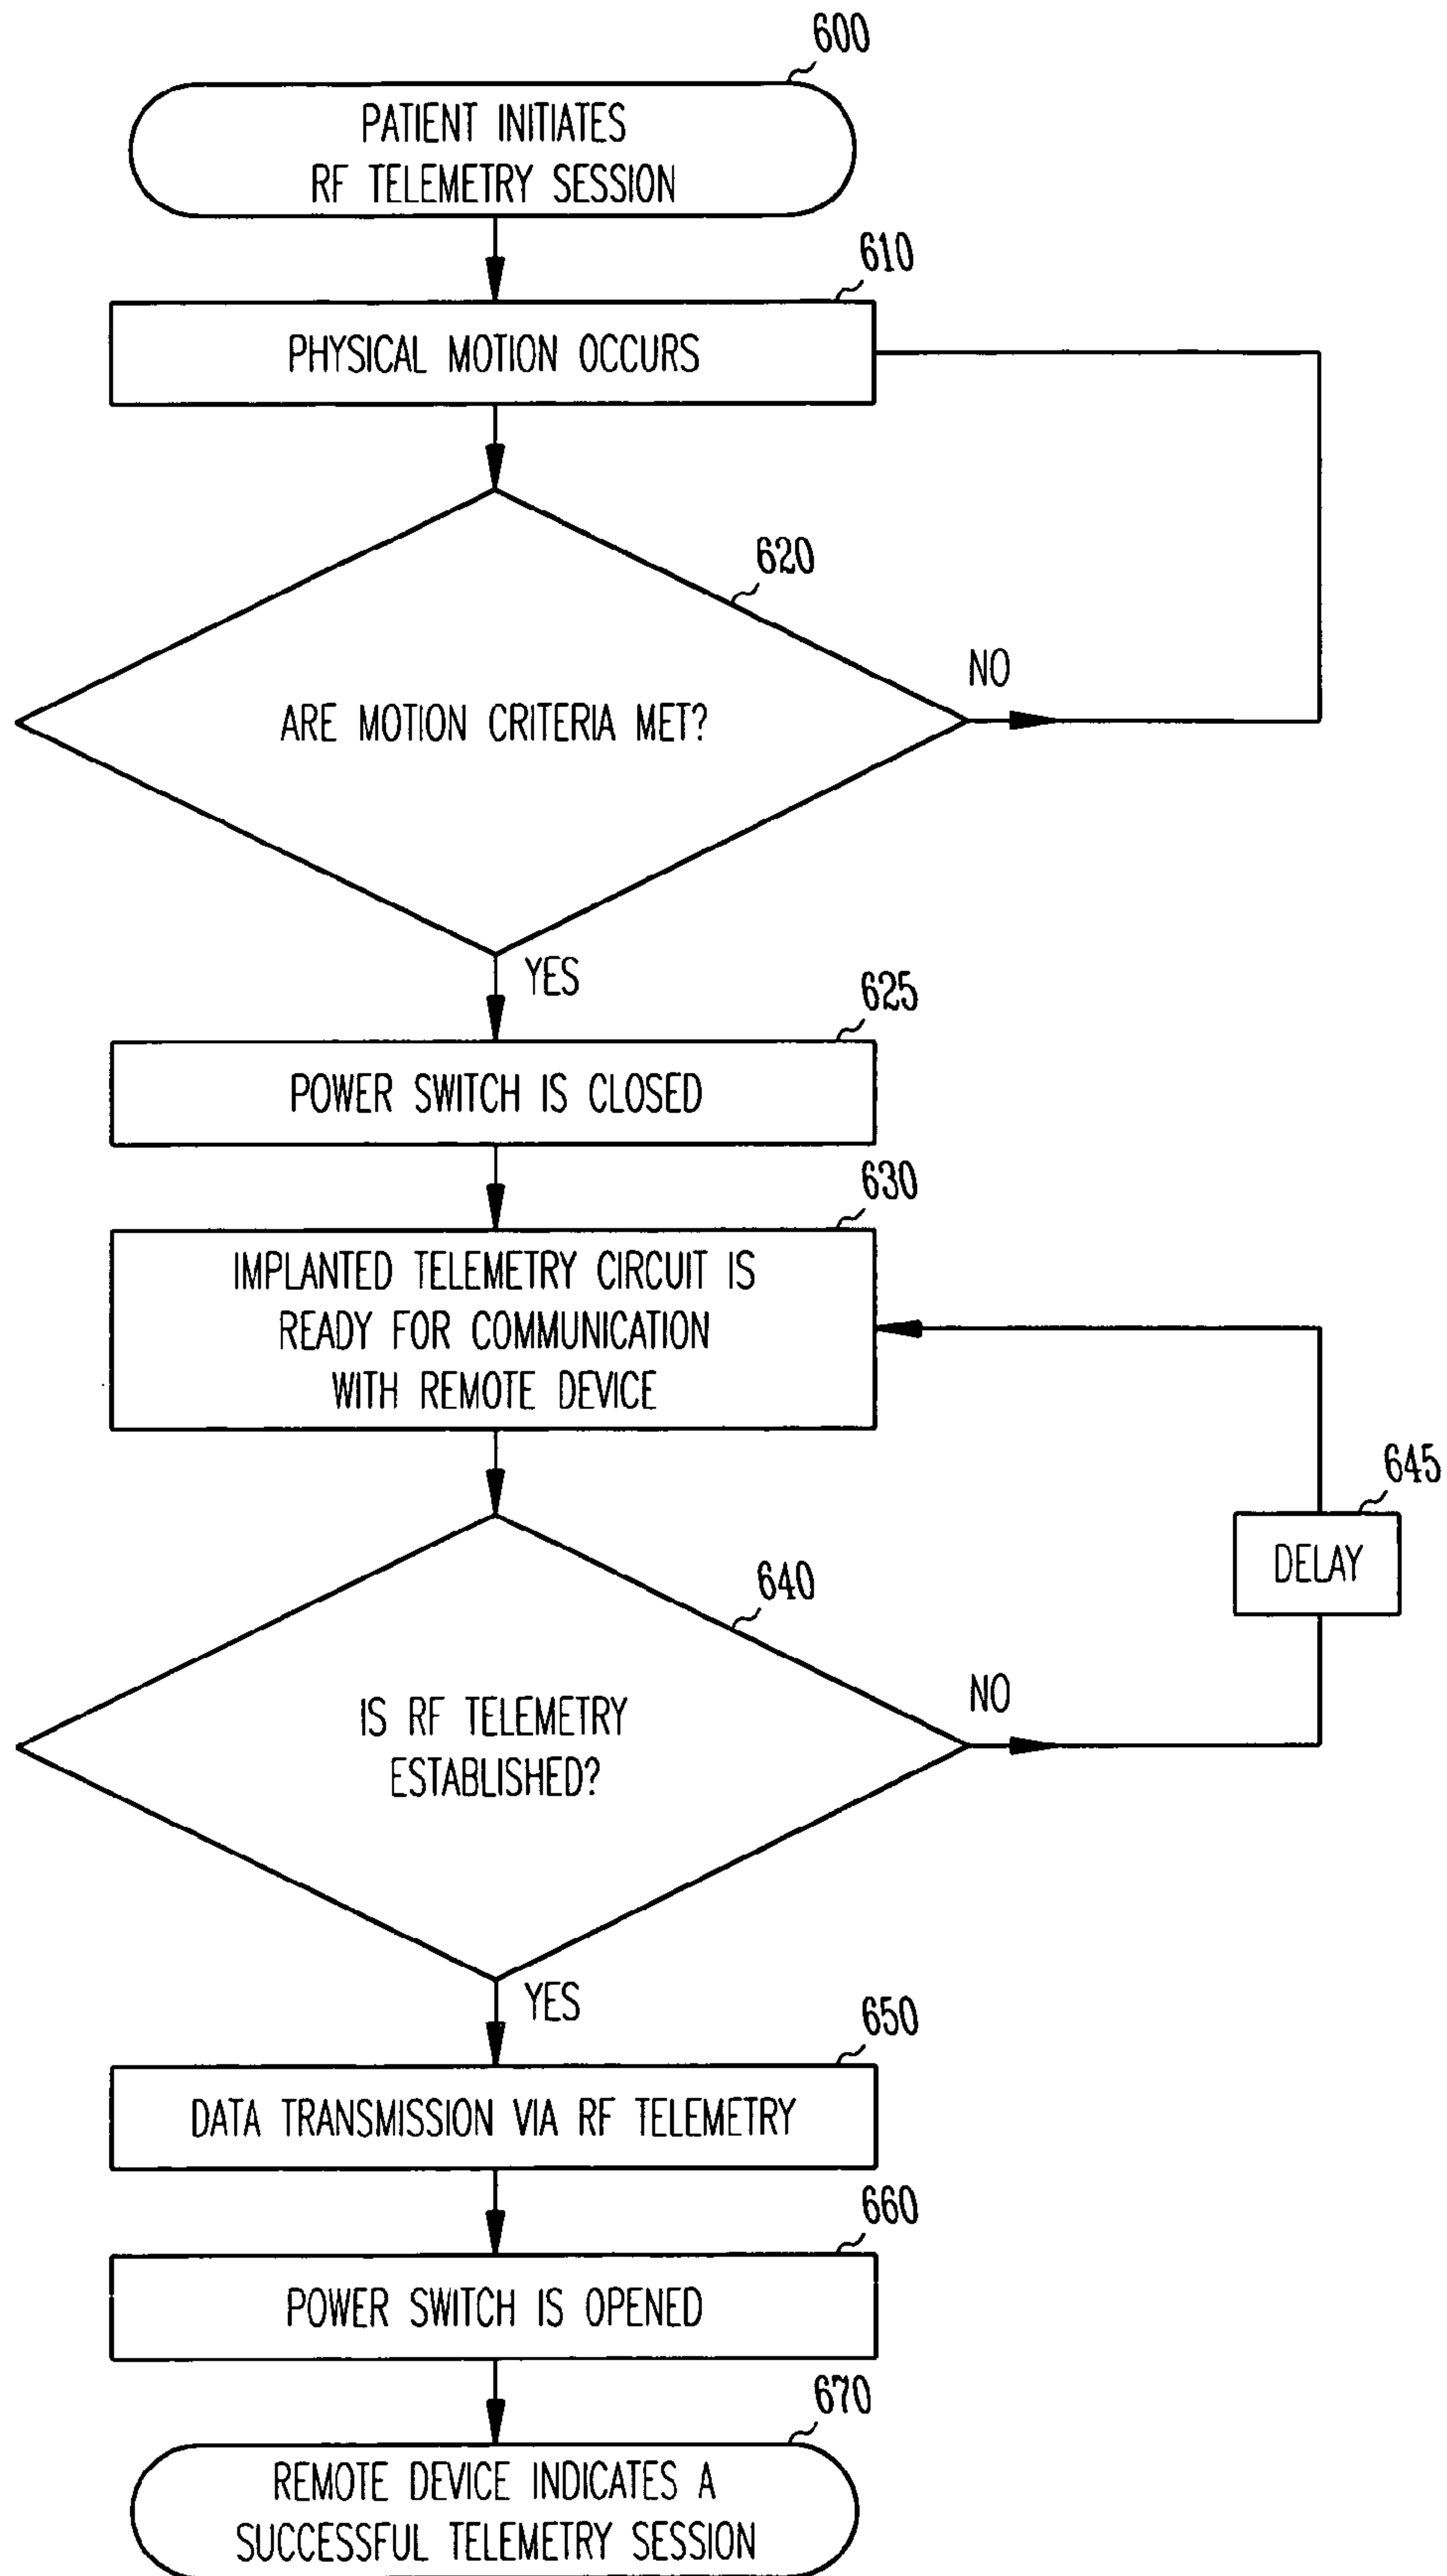 600
PATIENT INITIATES
RF TELEMETRY SESSION
610
PHYSICAL MOTION OCCURS
620
ARE MOTION CRITERIA MET?
NO
YES
625
POWER SWITCH IS CLOSED
630
IMPLANTED TELEMETRY CIRCUIT IS
READY FOR COMMUNICATION
WITH REMOTE DEVICE
645
DELAY
640
IS RF TELEMETRY
ESTABLISHED?
NO
YES
650
DATA TRANSMISSION VIA RF TELEMETRY
660
POWER SWITCH IS OPENED
670
REMOTE DEVICE INDICATES A
SUCCESSFUL TELEMETRY SESSION